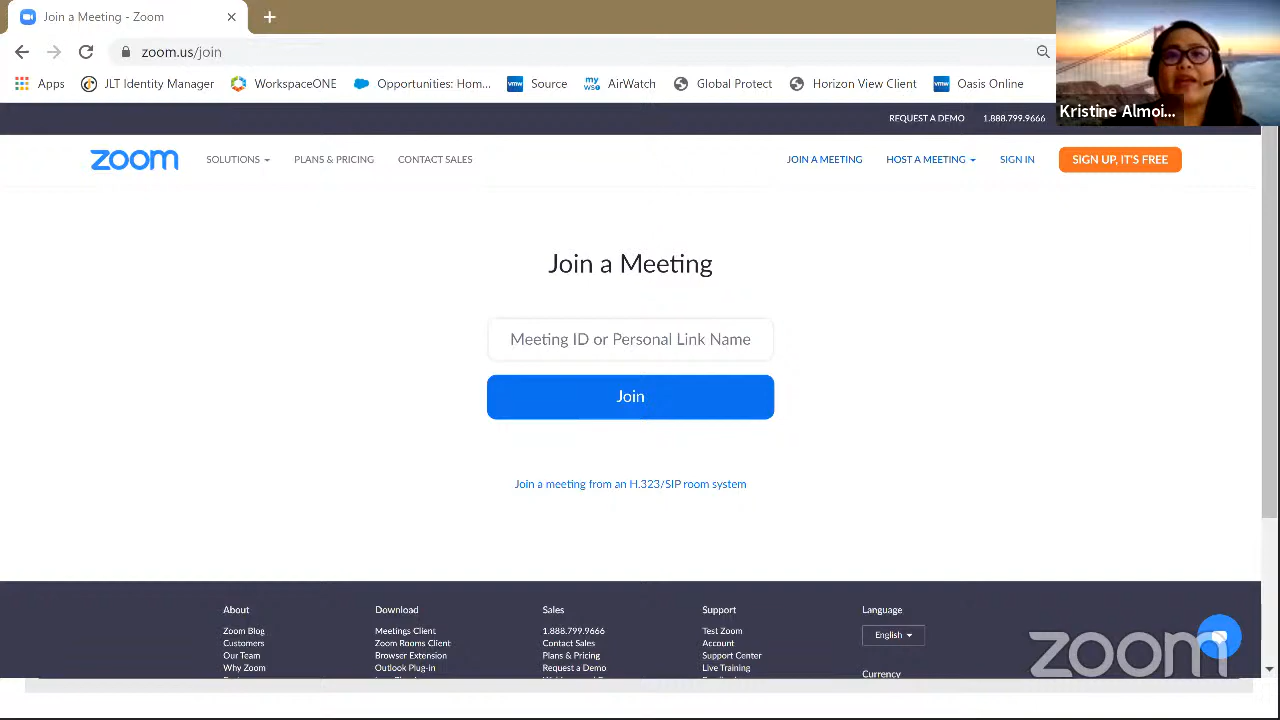 Join a Meeting - Zoom
zoom.us/join
Apps JLT Identity Manager WorkspaceONE Opportunities: Hom... Source AirWatch Global Protect Horizon View Client Oasis Online
Kristine Almoi...
REQUEST A DEMO 1.888.799.9666
zoom SOLUTIONS PLANS & PRICING CONTACT SALES JOIN A MEETING HOST A MEETING SIGN IN SIGN UP, IT'S FREE
Join a Meeting
Meeting ID or Personal Link Name
Join
Join a meeting from an H.323/SIP room system
About Download Sales Support Language
Zoom Blog Meetings Client 1.888.799.9666 Test Zoom English
Customers Zoom Rooms Client Contact Sales Account
Our Team Browser Extension Plans & Pricing Support Center
Why Zoom Outlook Plug-in Request a Demo Live Training
Currency
zoom